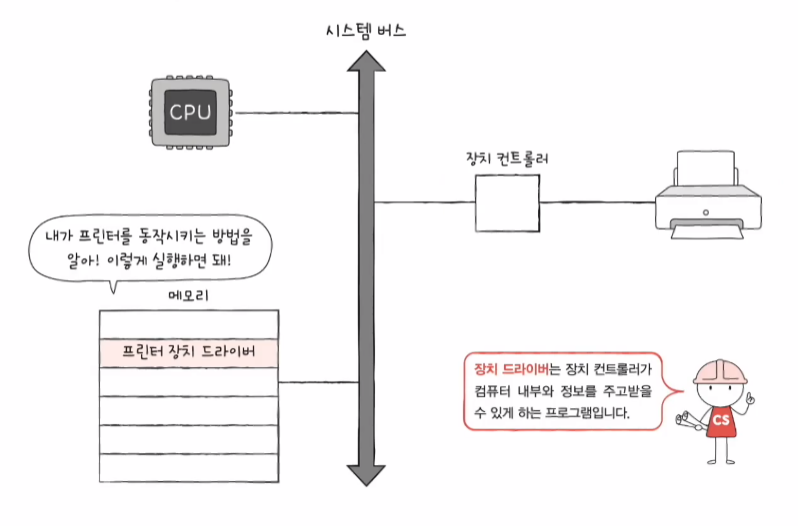 시스템 버스
CPU
장치 컨트롤러
내가 프린터를 동작시키는 방법을
알아! 이렇게 실행하면 돼!
메모리
프린터 장치 드라이버
장치 드라이버는 장치 컨트롤러가
컴퓨터 내부와 정보를 주고받을
수 있게 하는 프로그램입니다.
CS